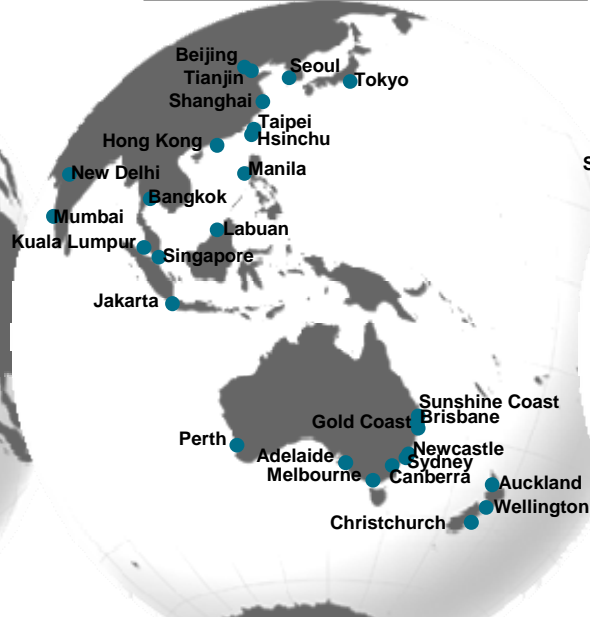 Beijing
Seoul
Tianjin
Tokyo
Shanghai
Taipei
Hong Kong
Hsinchu
New Delhi
Manila
Bangkok
Mumbai
Labuan
Kuala Lumpur
Singapore
Jakarta
Sunshine Coast
Gold Coast
Brisbane
Perth
Newcastle
Adelaide
Sydney
Melbourne
Canberra
Auckland
Wellington
Christchurch